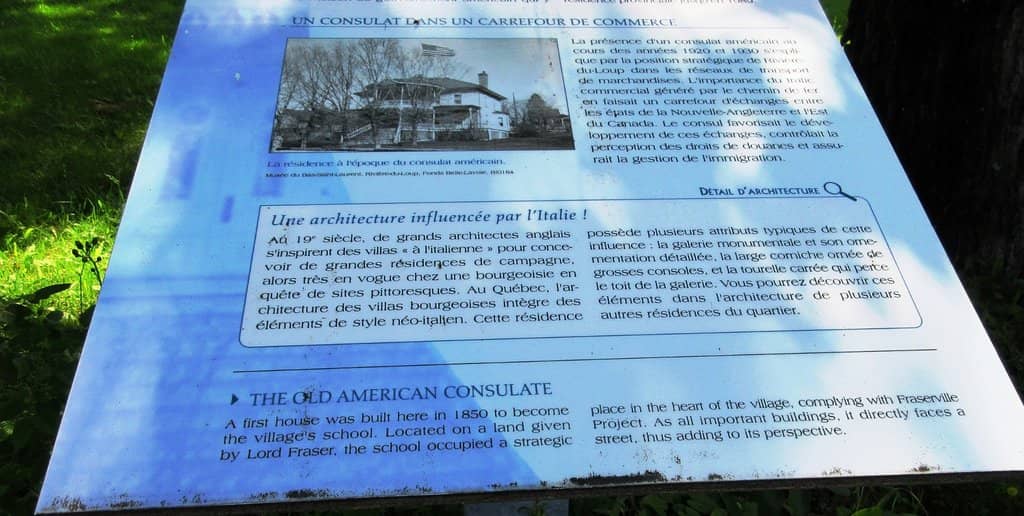 UN CONSULAT DANS UN CARREFOUR DE COMMERCE
La présence d'un consulat américain au
cours des années 1920 et 1930 s'expli-
que par la position stratégique de Rivière-
du-Loup dans les réseaux de transport
de marchandises. L'importance du trafic
commercial généré par le chemin de fer
en faisait un carrefour d'échanges entre
les états de la Nouvelle-Angleterre et l'Est
du Canada. Le consul favorisait le déve-
loppement de ces échanges, contrôlait la
perception des droits de douanes et assu-
rait la gestion de l'immigration.
La résidence à l'époque du consulat américain.
Musée du Bas-Saint-Laurent, Rivière-du-Loup, Fonds Belle-Lavoie,
DÉTAIL D'ARCHITECTURE
Une architecture influencée par l'Italie !
Au 19e siècle, de grands architectes anglais
s'inspirent des villas « à l'italienne » pour conce-
voir de grandes résidences de campagne,
alors très en vogue chez une bourgeoisie en
quête de sites pittoresques. Au Québec, l'ar-
chitecture des villas bourgeoises intègre des
éléments de style néo-italien. Cette résidence
possède plusieurs attributs typiques de cette
influence : la galerie monumentale et son orne-
mentation détaillée, la large corniche ornée de
grosses consoles, et la tourelle carrée qui perce
le toit de la galerie. Vous pourrez découvrir ces
éléments dans l'architecture de plusieurs
autres résidences du quartier.
THE OLD AMERICAN CONSULATE
A first house was built here in 1850 to become
the village's school. Located on a land given
by Lord Fraser, the school occupied a strategic
place in the heart of the village, complying with Fraserville
Project. As all important buildings, it directly faces a
street, thus adding to its perspective.